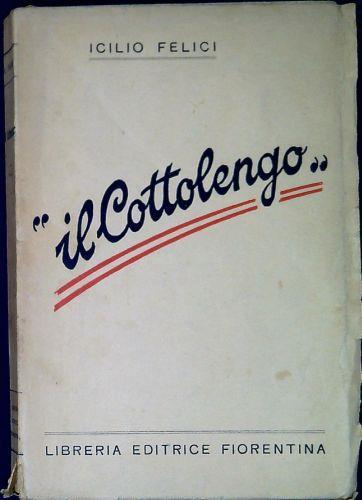 ICILIO FELICI
"il Cottolengo"
LIBRERIA EDITRICE FIORENTINA